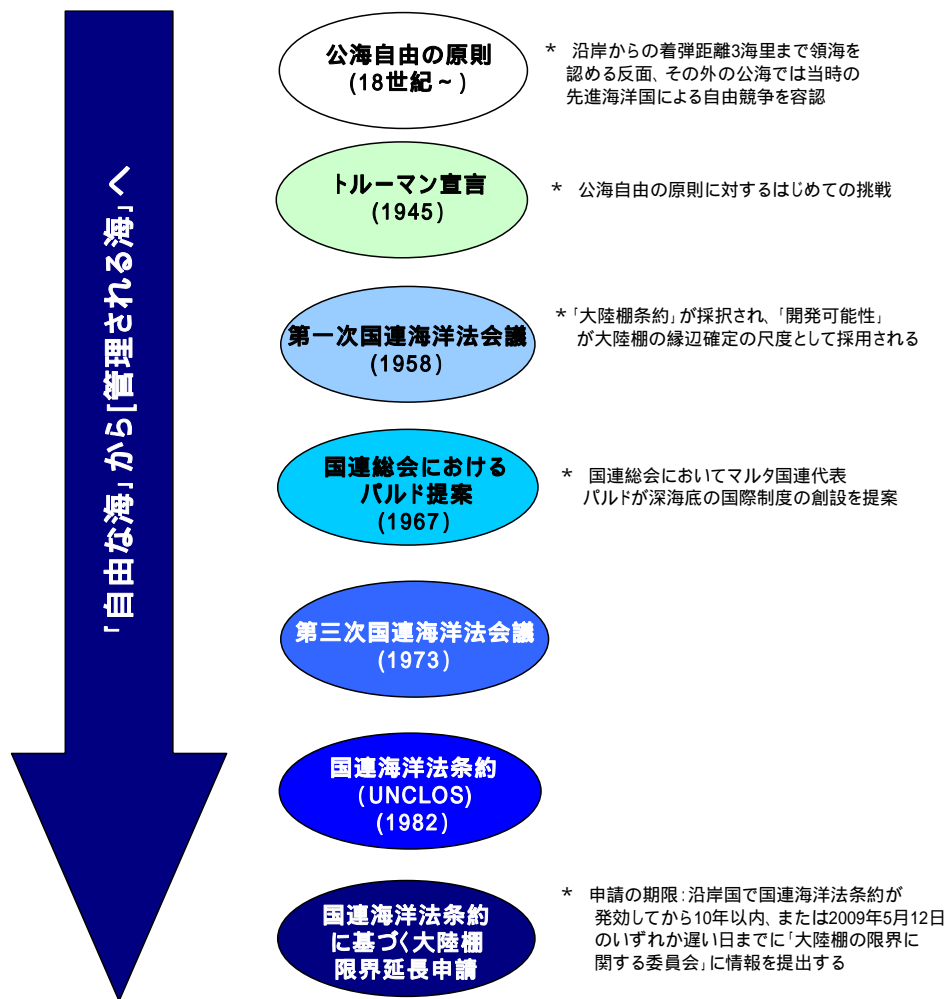 「自由な海」から[管理される海」へ
公海自由の原則
(18世紀~)
* 沿岸からの着弾距離3海里まで領海を
認める反面、その外の公海では当時の
先進海洋国による自由競争を容認
トルーマン宣言
(1945)
* 公海自由の原則に対するはじめての挑戦
第一次国連海洋法会議
(1958)
*「大陸棚条約」が採択され、「開発可能性」
が大陸棚の縁辺確定の尺度として採用される
国連総会における
パルド提案
(1967)
* 国連総会においてマルタ国連代表
パルドが深海底の国際制度の創設を提案
第三次国連海洋法会議
(1973)
国連海洋法条約
(UNCLOS)
(1982)
国連海洋法条約
に基づく大陸棚
限界延長申請
* 申請の期限:沿岸国で国連海洋法条約が
発効してから10年以内、または2009年5月12日
のいずれか遅い日までに「大陸棚の限界に
関する委員会」に情報を提出する